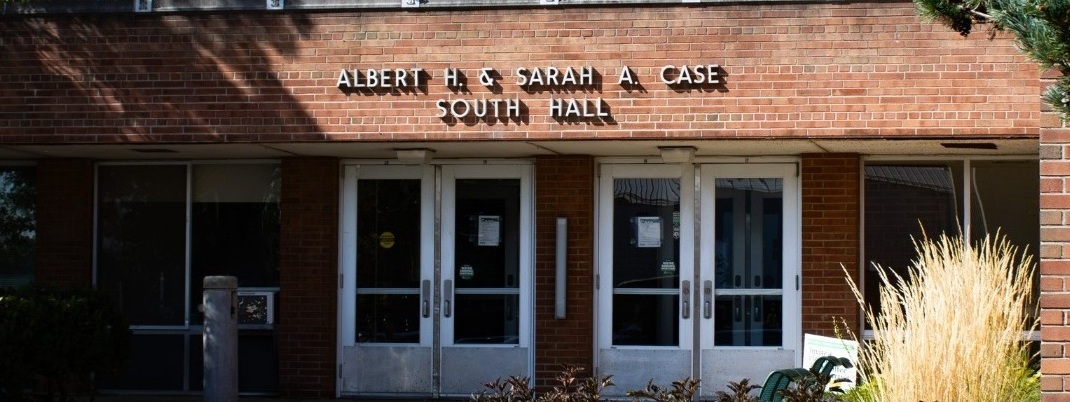 ALBERT H. & SARAH A. CASE
SOUTH HALL